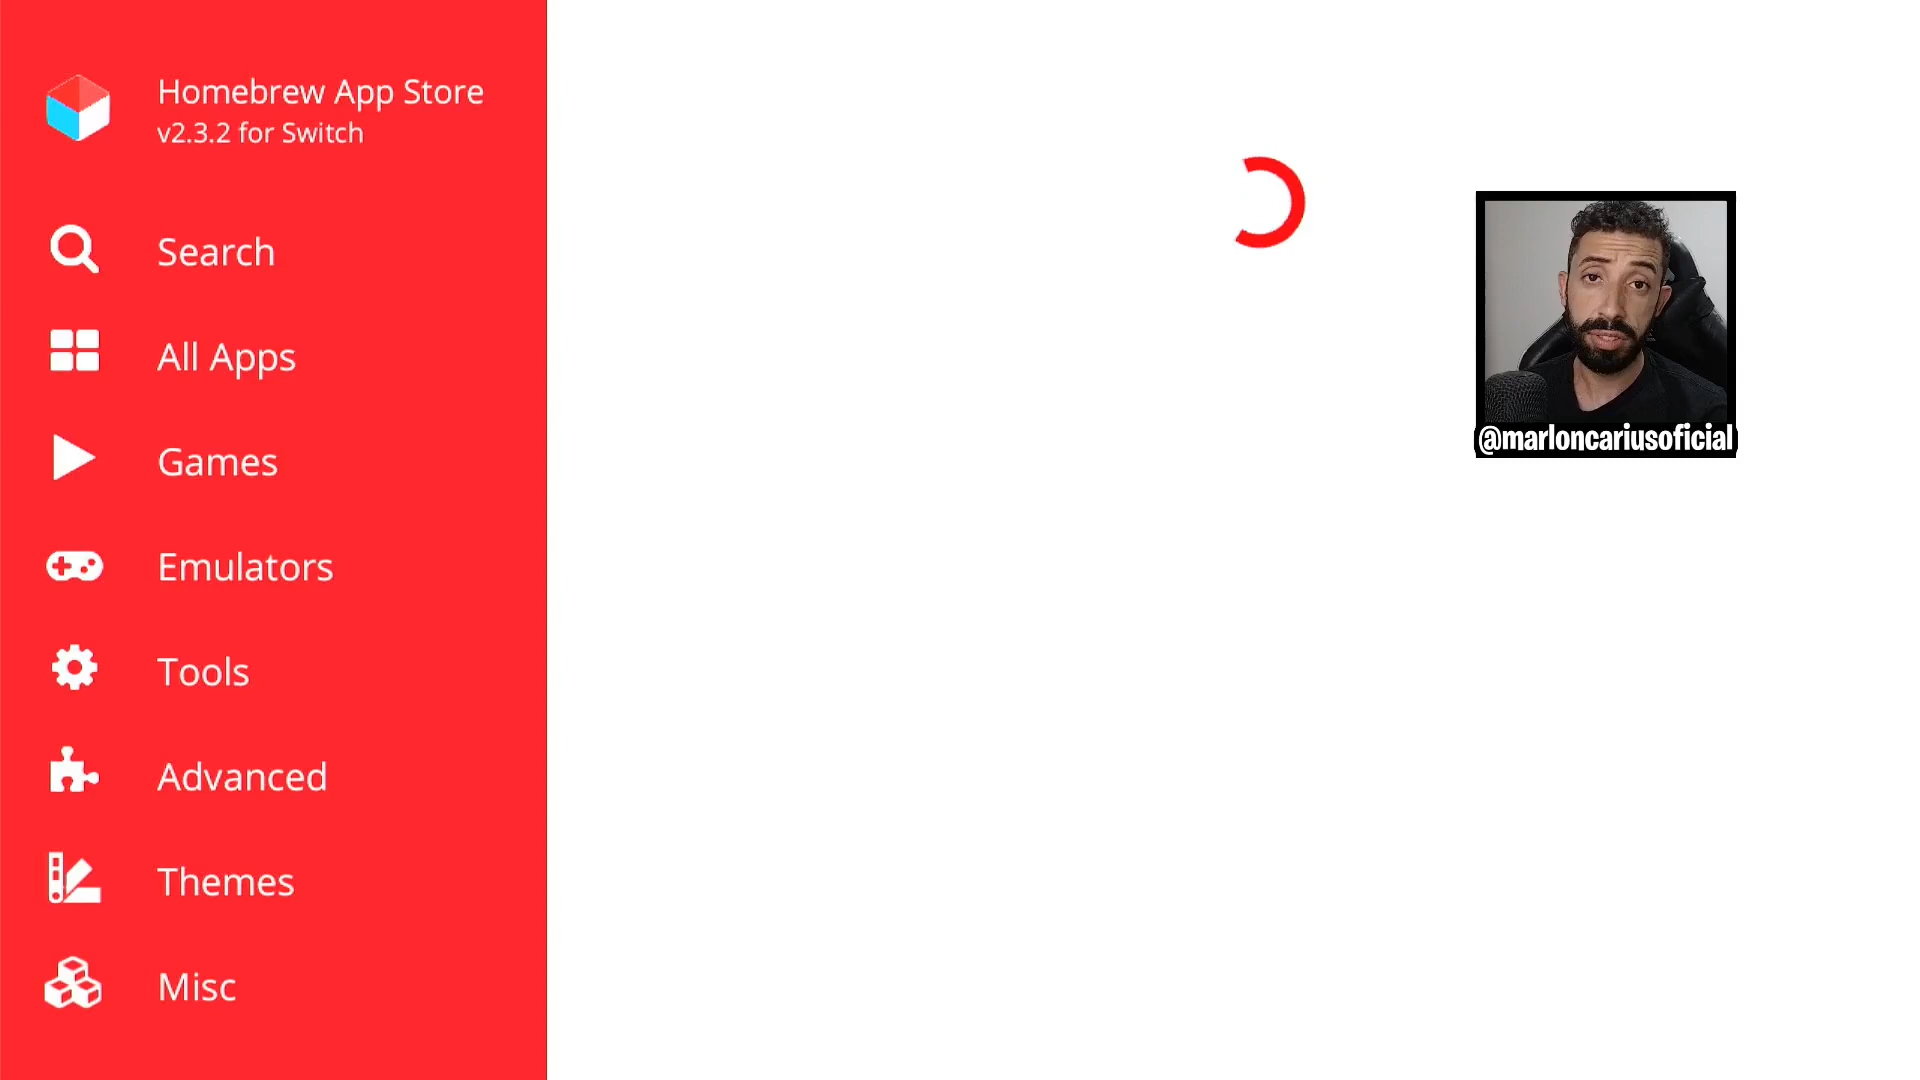 Homebrew App Store
v2.3.2 for Switch
Search
All Apps
Games
Emulators
Tools
Advanced
Themes
Misc
@marloncariusoficial